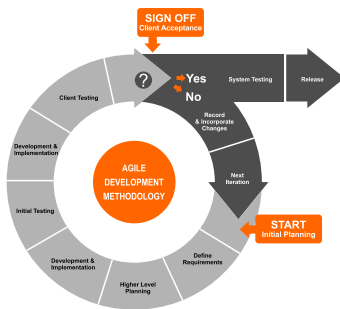 SIGN OFF
Client Acceptance
?
Yes
No
System Testing
Release
Record
& Incorporate
Changes
Next
Iteration
START
Initial Planning
Define
Requirements
Higher Level
Planning
Development &
Implementation
Initial Testing
Development &
Implementation
Client Testing
AGILE
DEVELOPMENT
METHODOLOGY